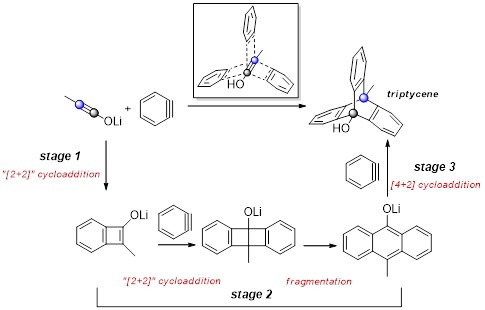 HO
OLi
+
triptycene
HO
stage 1
"[2+2]" cycloaddition
stage 3
[4+2] cycloaddition
OLi
OLi
OLi
"[2+2]" cycloaddition
fragmentation
stage 2